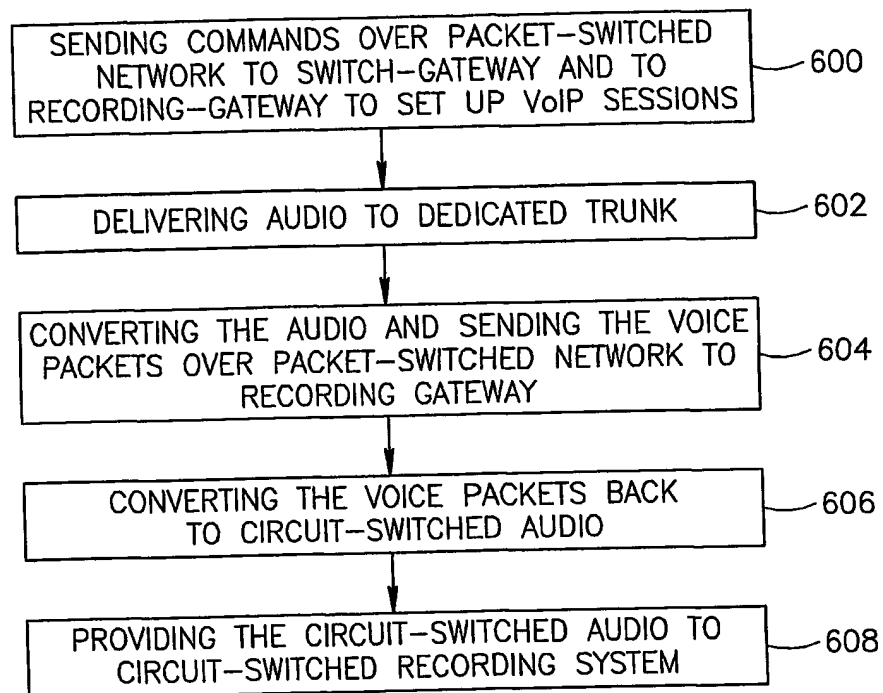 SENDING COMMANDS OVER PACKET-SWITCHED
NETWORK TO SWITCH-GATEWAY AND TO
RECORDING-GATEWAY TO SET UP VoIP SESSIONS
600
DELIVERING AUDIO TO DEDICATED TRUNK
602
CONVERTING THE AUDIO AND SENDING THE VOICE
PACKETS OVER PACKET-SWITCHED NETWORK TO
RECORDING GATEWAY
604
CONVERTING THE VOICE PACKETS BACK
TO CIRCUIT-SWITCHED AUDIO
606
PROVIDING THE CIRCUIT-SWITCHED AUDIO TO
CIRCUIT-SWITCHED RECORDING SYSTEM
608